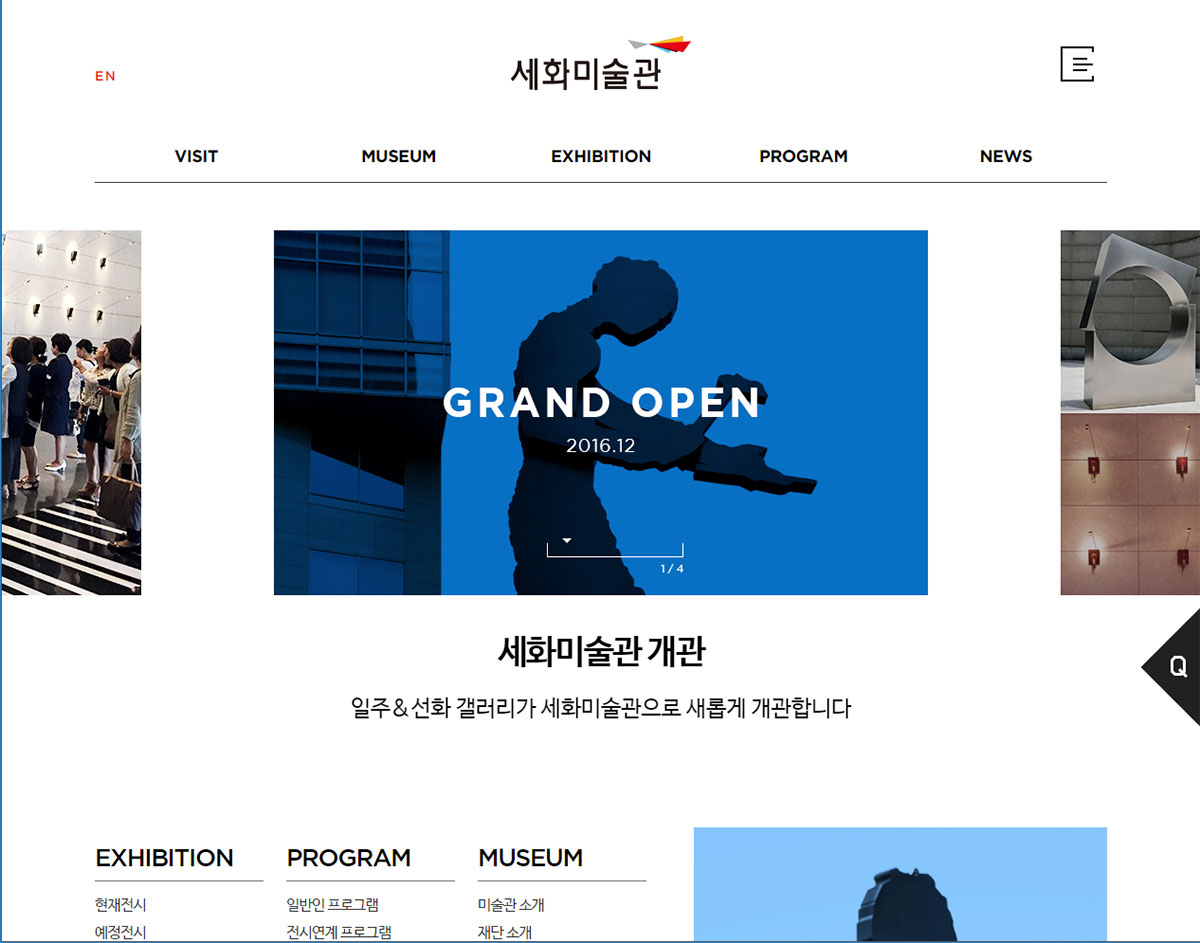 EN
세화미술관
VISIT
MUSEUM
EXHIBITION
PROGRAM
NEWS
GRAND OPEN
2016.12
1 / 4
세화미술관 개관
일주&선화 갤러리가 세화미술관으로 새롭게 개관합니다
Q
EXHIBITION
현재전시
예정전시
PROGRAM
일반인 프로그램
전시연계 프로그램
MUSEUM
미술관 소개
재단 소개